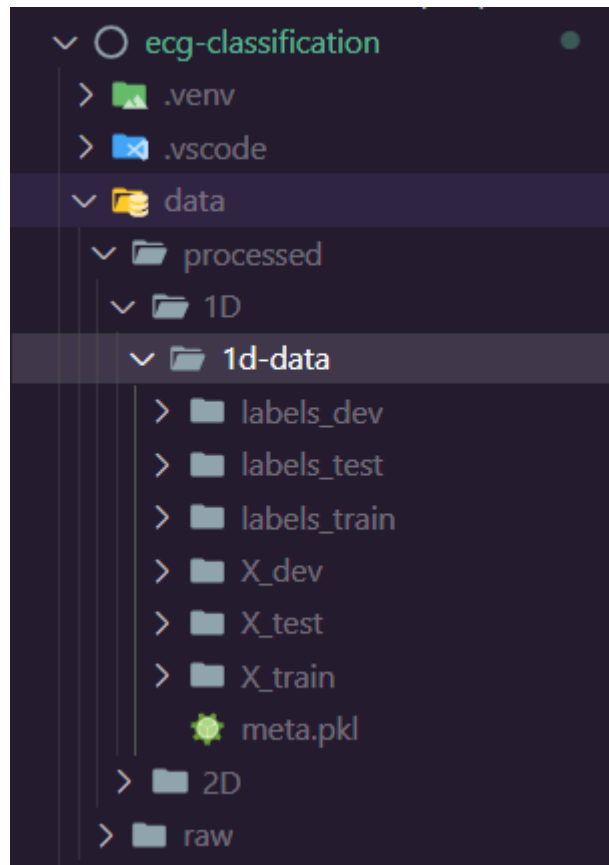 ecg-classification
.venv
.vscode
data
processed
1D
1d-data
labels_dev
labels_test
labels_train
X_dev
X_test
X_train
meta.pkl
2D
raw